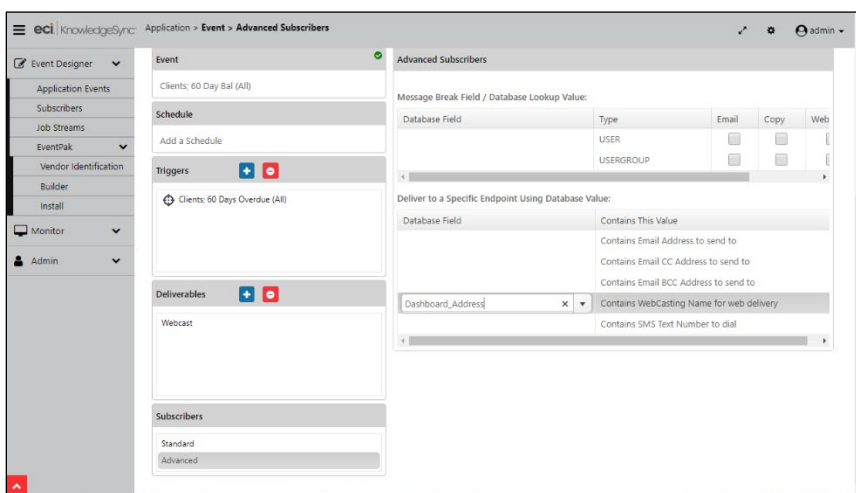 eci KnowledgeSync Application > Event > Advanced Subscribers admin
Event Designer
Application Events
Subscribers
Job Streams
EventPak
Vendor Identification
Builder
Install
Monitor
Admin
Event
Clients; 60 Day Bal (All)
Schedule
Add a Schedule
Triggers
Clients; 60 Days Overdue (All)
Deliverables
Webcast
Subscribers
Standard
Advanced
Advanced Subscribers
Message Break Field / Database Lookup Value:
Database Field Type Email Copy Web
USER
USERGROUP
Deliver to a Specific Endpoint Using Database Value:
Database Field Contains This Value
Contains Email Address to send to
Contains Email CC Address to send to
Contains Email BCC Address to send to
Dashboard_Address Contains WebCasting Name for web delivery
Contains SMS Text Number to dial